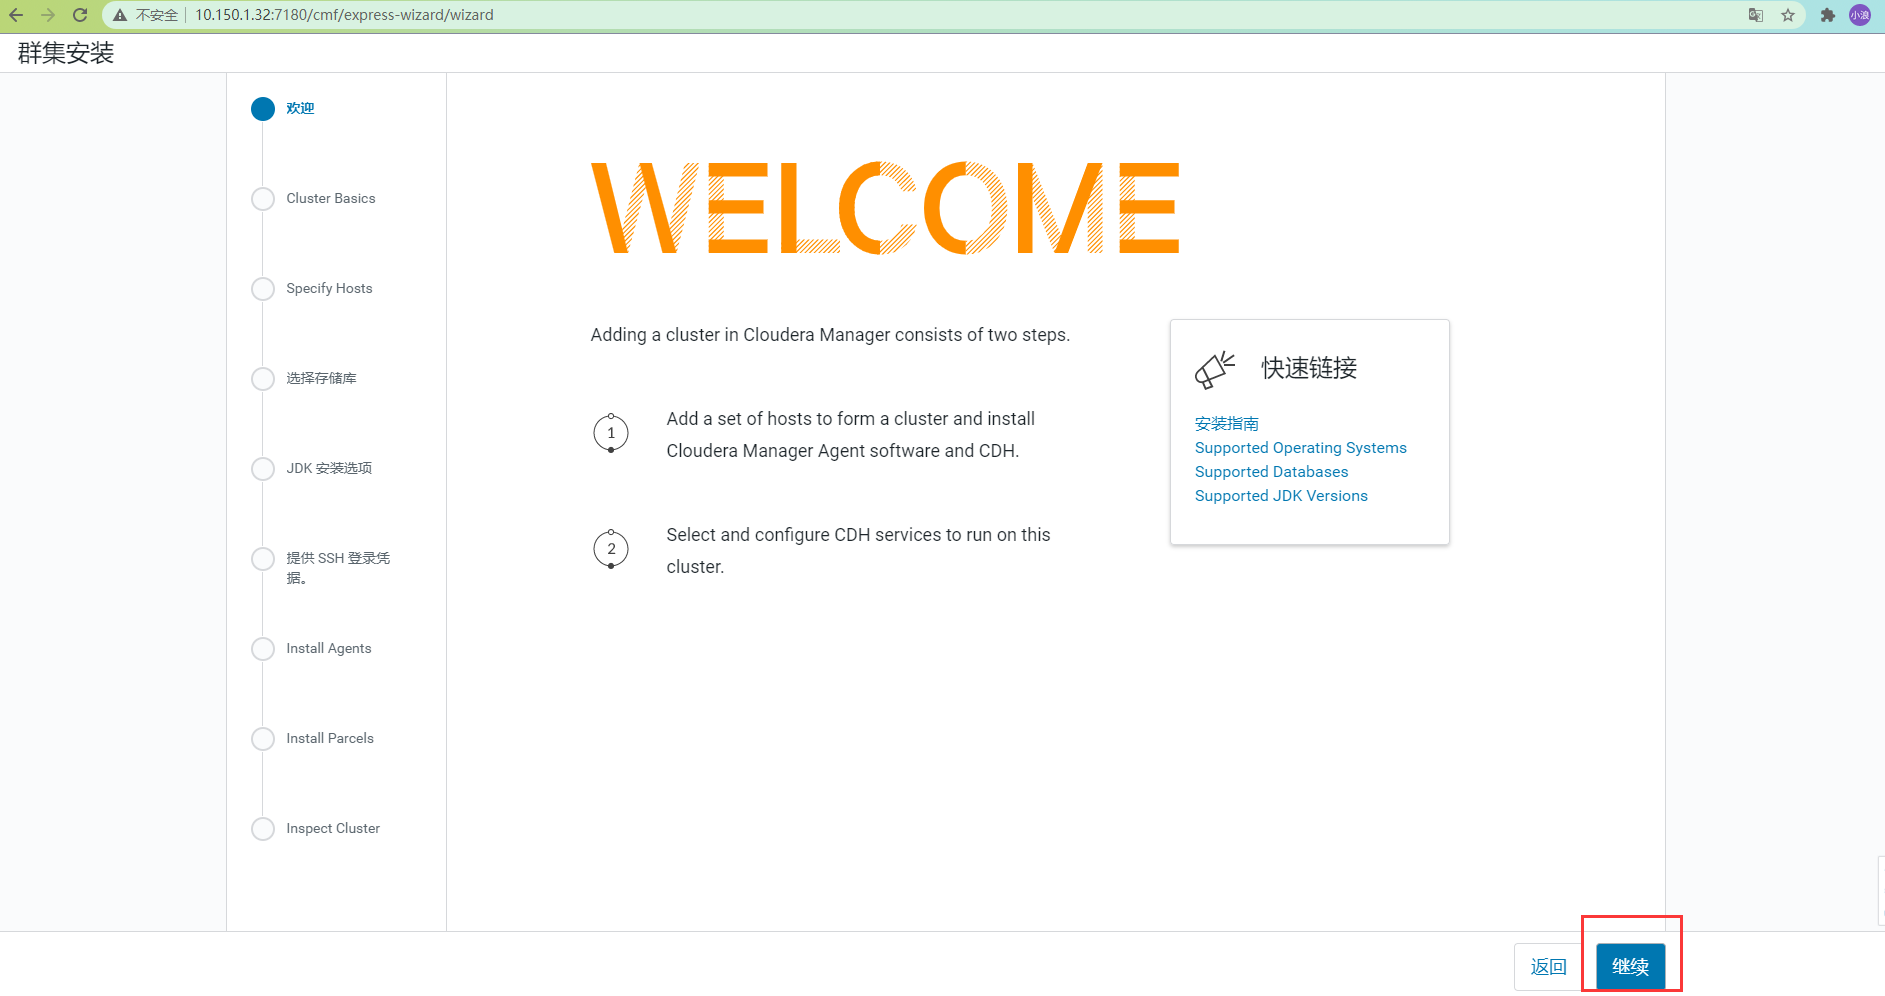 不安全
10.150.1.32:7180/cmf/express-wizard/wizard
小浪
群集安装
欢迎
Cluster Basics
Specify Hosts
选择存储库
JDK 安装选项
提供 SSH 登录凭
据。
Install Agents
Install Parcels
Inspect Cluster
WELCOME
Adding a cluster in Cloudera Manager consists of two steps.
1
Add a set of hosts to form a cluster and install
Cloudera Manager Agent software and CDH.
2
Select and configure CDH services to run on this
cluster.
快速链接
安装指南
Supported Operating Systems
Supported Databases
Supported JDK Versions
返回
继续